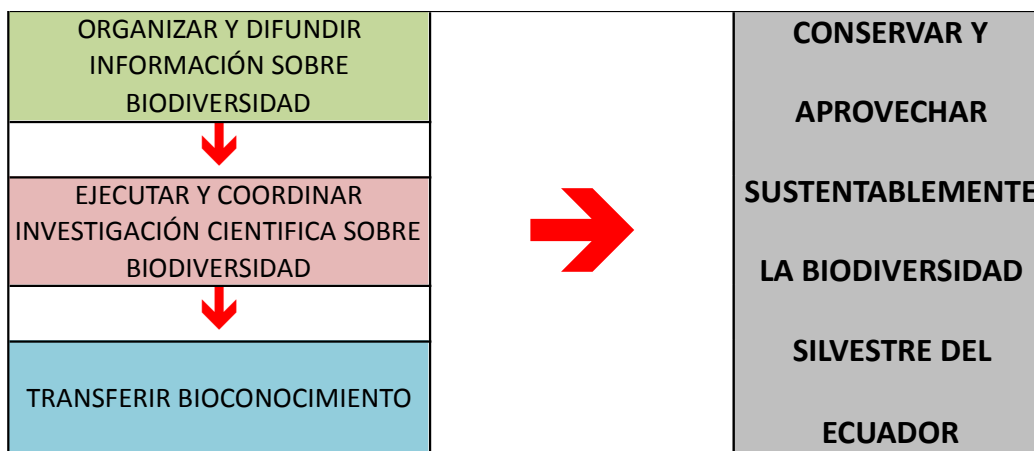 ORGANIZAR Y DIFUNDIR
INFORMACIÓN SOBRE
BIODIVERSIDAD
EJECUTAR Y COORDINAR
INVESTIGACIÓN CIENTIFICA SOBRE
BIODIVERSIDAD
TRANSFERIR BIOCONOCIMIENTO
CONSERVAR Y
APROVECHAR
SUSTENTABLEMENTE
LA BIODIVERSIDAD
SILVESTRE DEL
ECUADOR